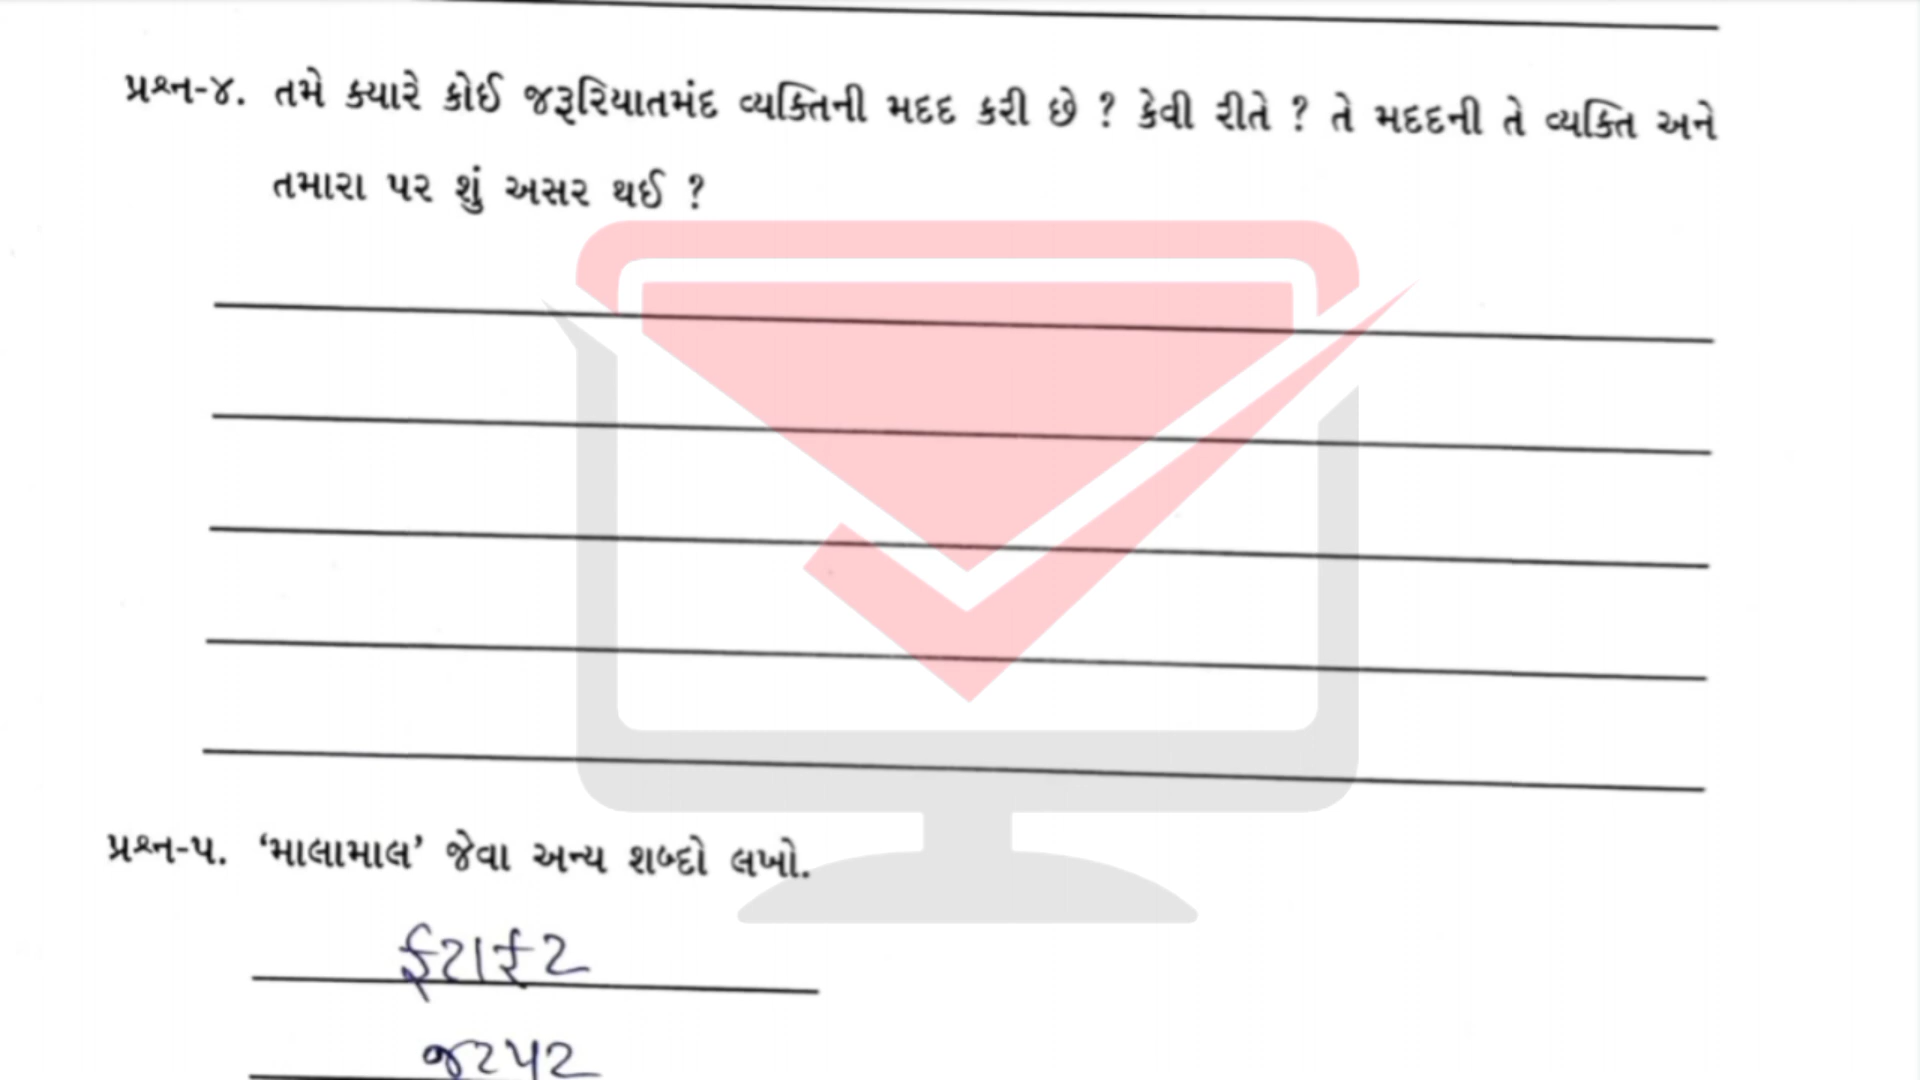 પ્રશ્ન-૪. તમે ક્યારે કોઈ જરૂરિયાતમંદ વ્યક્તિની મદદ કરી છે ? કેવી રીતે ? તે મદદની તે વ્યક્તિ અને
તમારા પર શું અસર થઈ ?
પ્રશ્ન-૫. ‘માલામાલ’ જેવા અન્ય શબ્દો લખો.
ફટાફટ
જટપટ